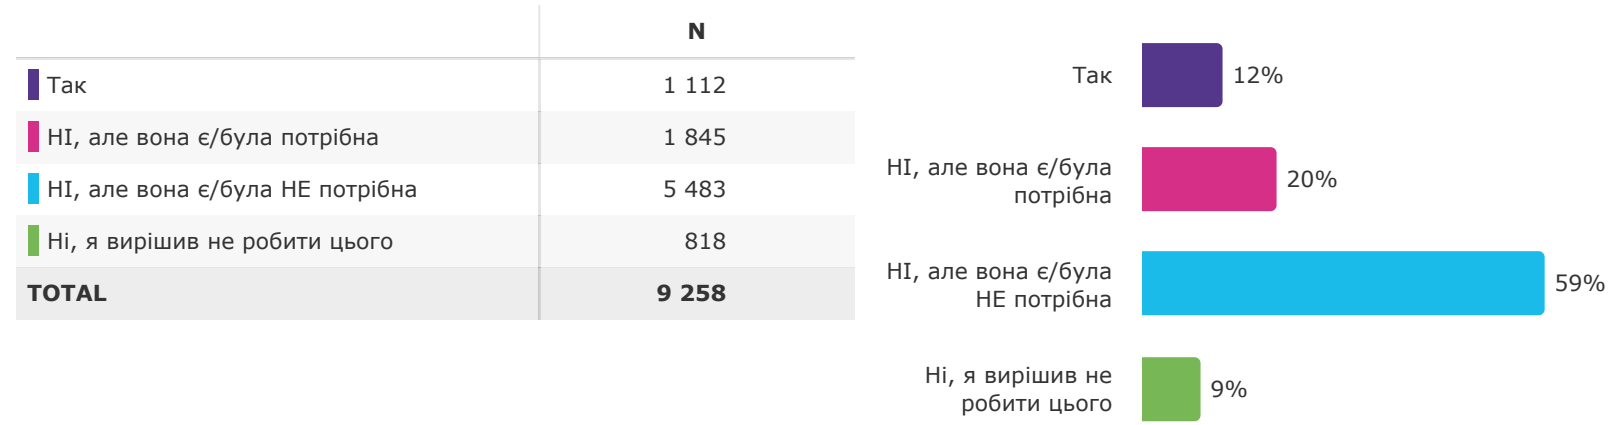 N
Так 1 112
НІ, але вона є/була потрібна 1 845
НІ, але вона є/була НЕ потрібна 5 483
Ні, я вирішив не робити цього 818
TOTAL 9 258
Так 12%
НІ, але вона є/була
потрібна 20%
НІ, але вона є/була
НЕ потрібна 59%
Ні, я вирішив не
робити цього 9%